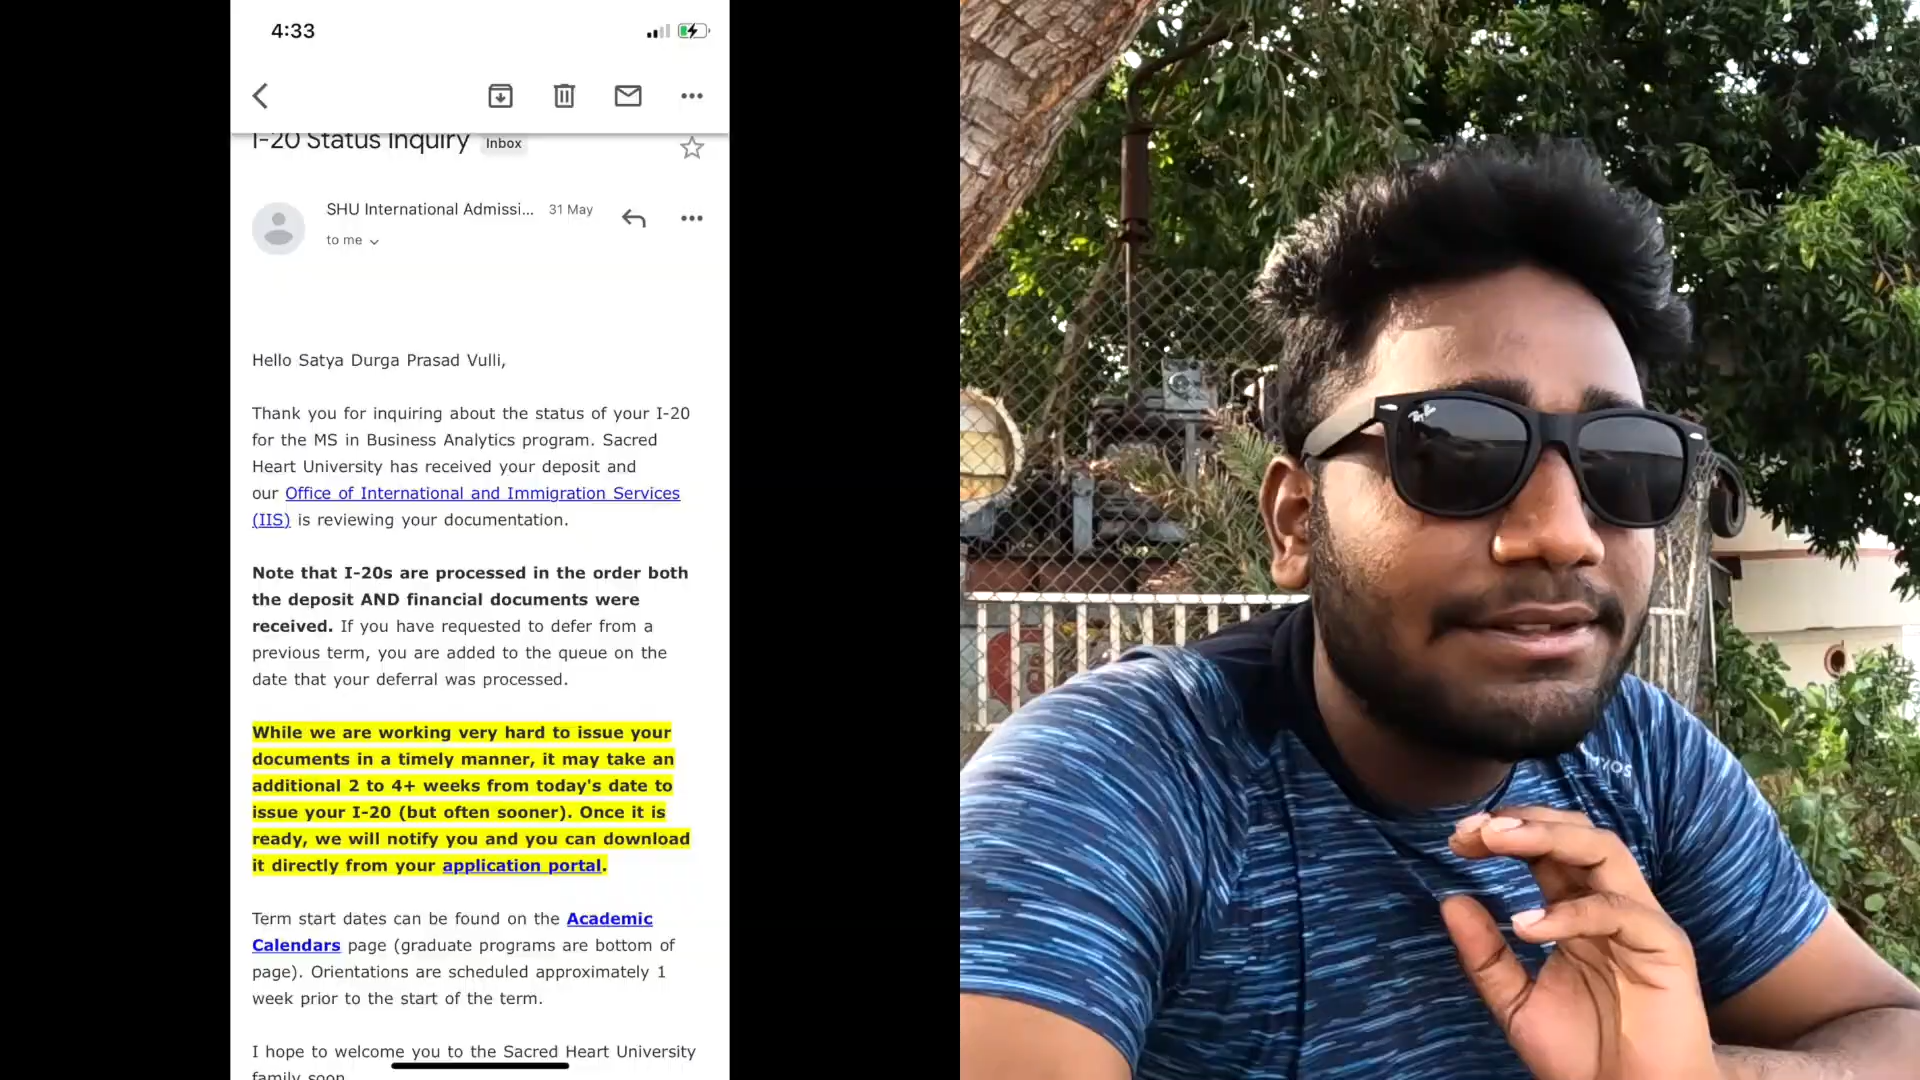 4:33
I-20 Status Inquiry Inbox
SHU International Admissi... 31 May
to me
Hello Satya Durga Prasad Vulli,
Thank you for inquiring about the status of your I-20
for the MS in Business Analytics program. Sacred
Heart University has received your deposit and
our Office of International and Immigration Services
(IIS) is reviewing your documentation.
Note that I-20s are processed in the order both
the deposit AND financial documents were
received. If you have requested to defer from a
previous term, you are added to the queue on the
date that your deferral was processed.
While we are working very hard to issue your
documents in a timely manner, it may take an
additional 2 to 4+ weeks from today's date to
issue your I-20 (but often sooner). Once it is
ready, we will notify you and you can download
it directly from your application portal.
Term start dates can be found on the Academic
Calendars page (graduate programs are bottom of
page). Orientations are scheduled approximately 1
week prior to the start of the term.
I hope to welcome you to the Sacred Heart University
family soon
Ray-Ban